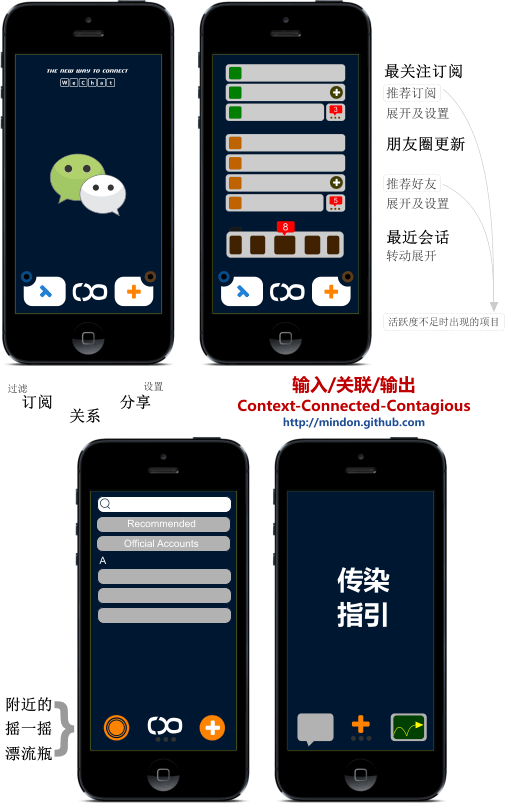 THE NEW WAY TO CONNECT
WeChat
3
5
8
最关注订阅
推荐订阅
展开及设置
朋友圈更新
推荐好友
展开及设置
最近会话
转动展开
活跃度不足时出现的项目
过滤
订阅
关系
分享
设置
输入/关联/输出
Context-Connected-Contagious
http://mindon.github.com
Recommended
Official Accounts
A
附近的
摇一摇
漂流瓶
传染
指引